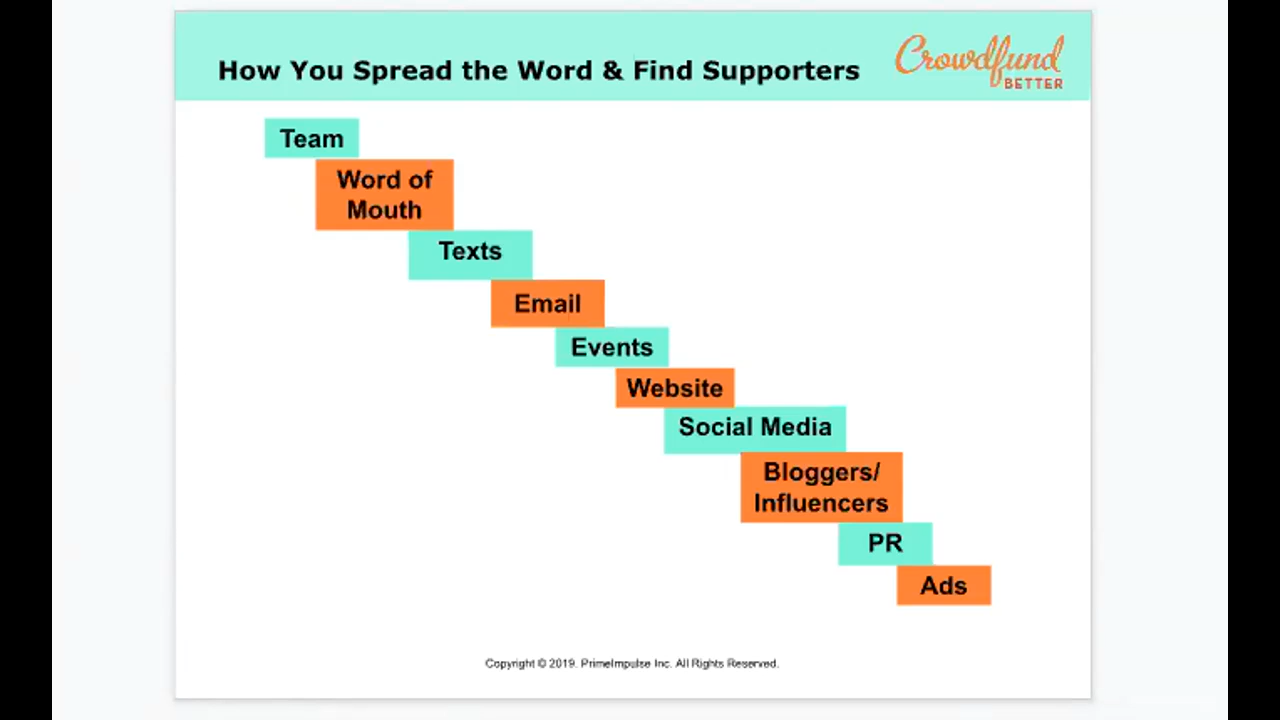 How You Spread the Word & Find Supporters
Crowdfund
BETTER
Team
Word of
Mouth
Texts
Email
Events
Website
Social Media
Bloggers/
Influencers
PR
Ads
Copyright © 2019. PrimeImpulse Inc. All Rights Reserved.